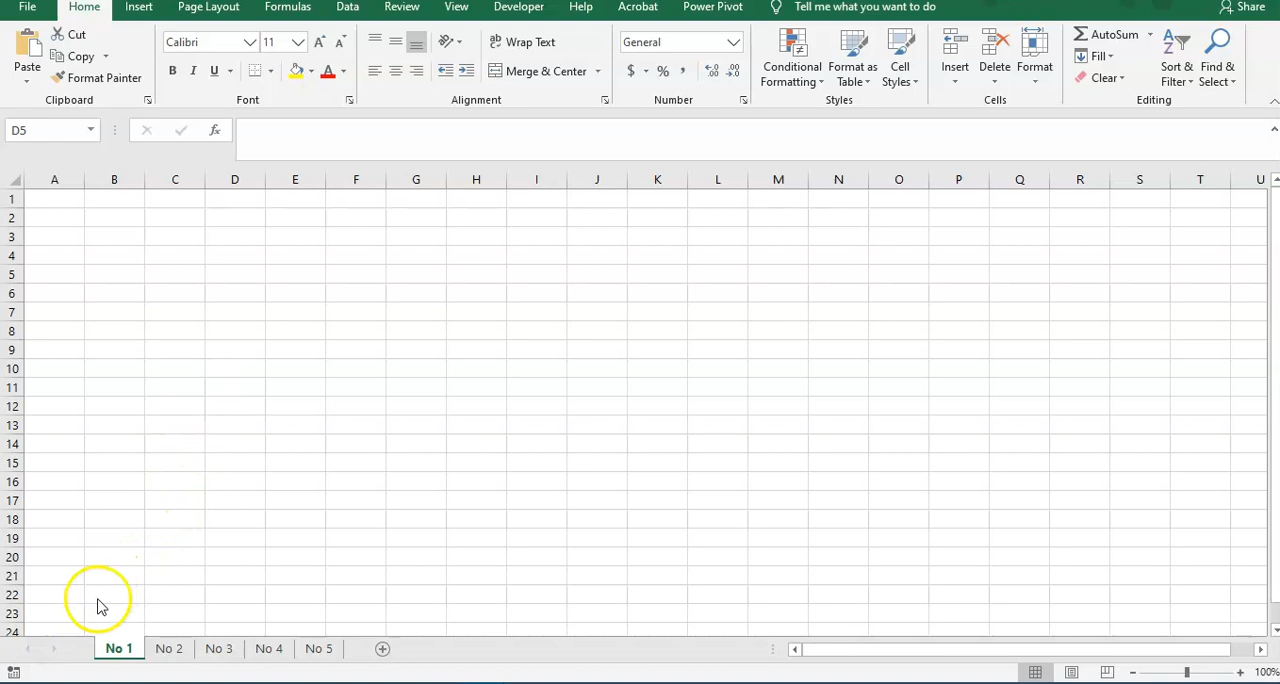 File Home Insert Page Layout Formulas Data Review View Developer Help Acrobat Power Pivot Tell me what you want to do Share
Paste
Cut
Copy
Format Painter
Clipboard
Calibri 11 A A
B I U A
Font
Wrap Text
Merge & Center
Alignment
General
$ % ,
Number
Conditional Formatting
Format as Table
Cell Styles
Styles
Insert Delete Format
Cells
AutoSum
Fill
Clear
Sort & Filter
Find & Select
Editing
D5 fx
A B C D E F G H I J K L M N O P Q R S T U
1
2
3
4
5
6
7
8
9
10
11
12
13
14
15
16
17
18
19
20
21
22
23
24
No 1 No 2 No 3 No 4 No 5
100%